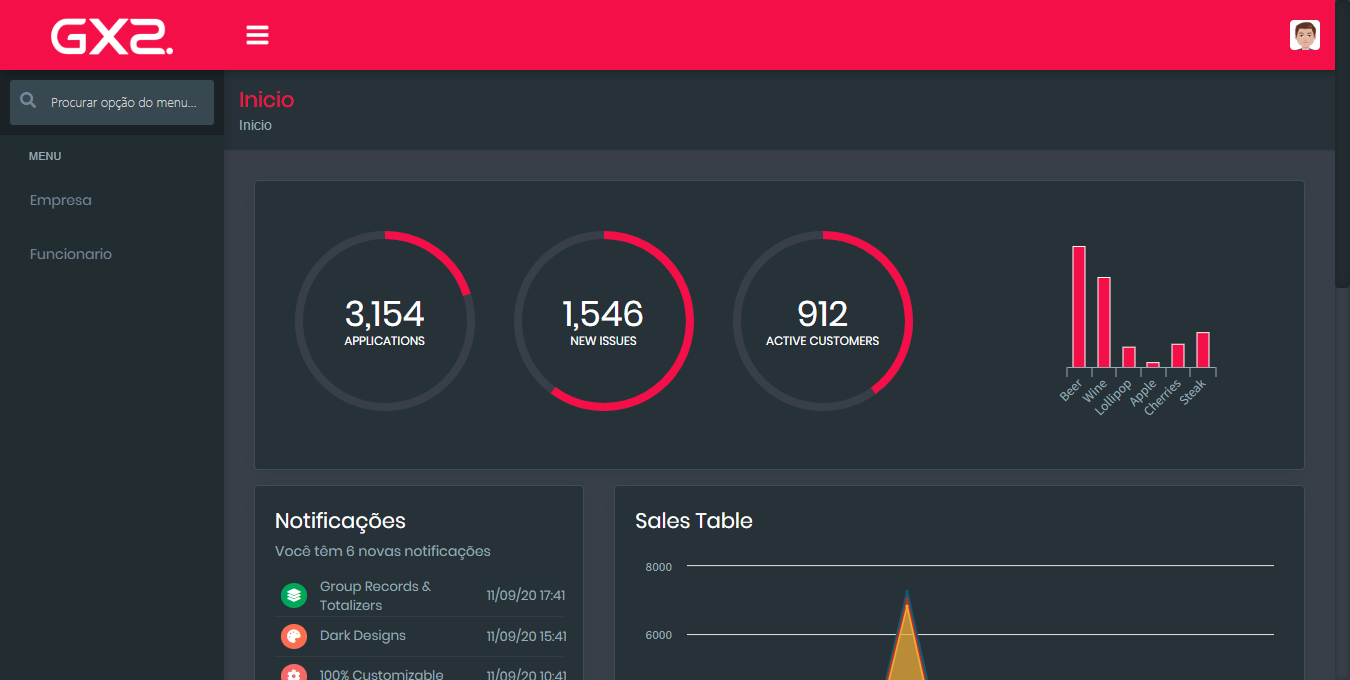 GX2.
Procurar opção do menu...
Inicio
Inicio
MENU
Empresa
Funcionario
3,154
APPLICATIONS
1,546
NEW ISSUES
912
ACTIVE CUSTOMERS
Beer
Wine
Lollipop
Apple
Cherries
Steak
Notificações
Você têm 6 novas notificações
Group Records &
Totalizers
11/09/20 17:41
Dark Designs
11/09/20 15:41
100% Customizable
11/09/20 10:41
Sales Table
8000
6000